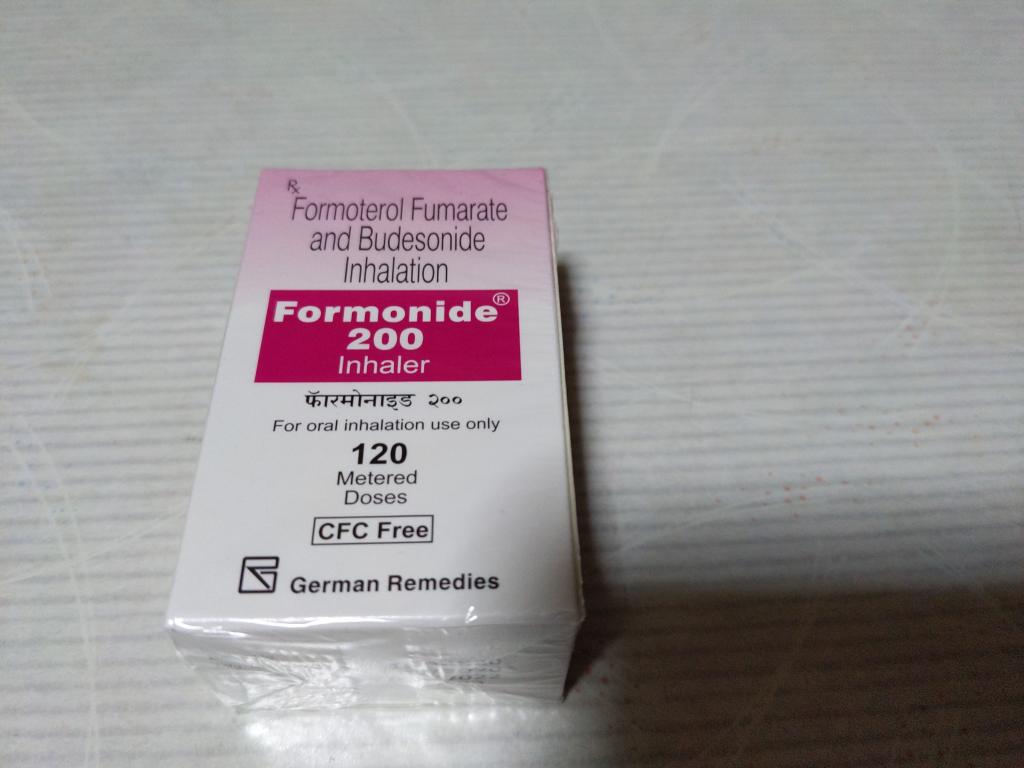 Rx
Formoterol Fumarate
and Budesonide
Inhalation
Formonide®
200
Inhaler
फॅारमोनाइड २००
For oral inhalation use only
120
Metered
Doses
CFC Free
German Remedies